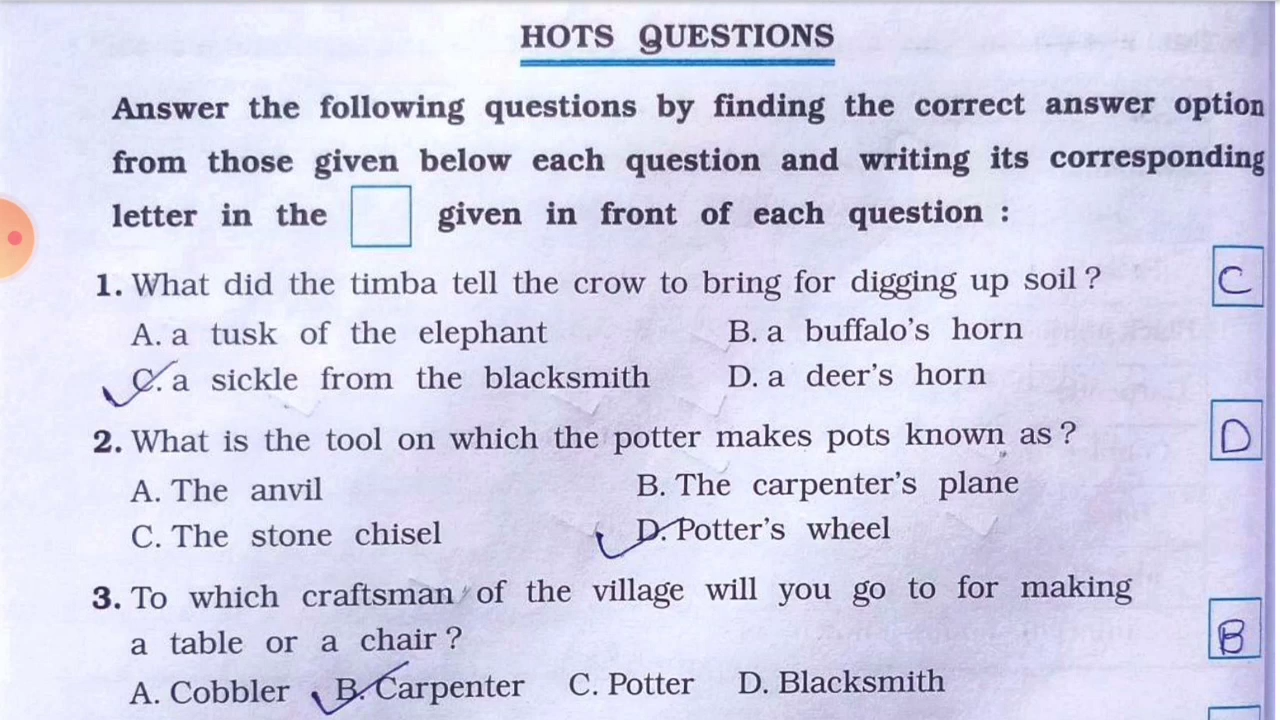 HOTS QUESTIONS
Answer the following questions by finding the correct answer option
from those given below each question and writing its corresponding
letter in the given in front of each question :
1. What did the timba tell the crow to bring for digging up soil ? C
A. a tusk of the elephant B. a buffalo's horn
C. a sickle from the blacksmith D. a deer's horn
2. What is the tool on which the potter makes pots known as ? D
A. The anvil B. The carpenter's plane
C. The stone chisel D. Potter's wheel
3. To which craftsman of the village will you go to for making
a table or a chair ? B
A. Cobbler B. Carpenter C. Potter D. Blacksmith